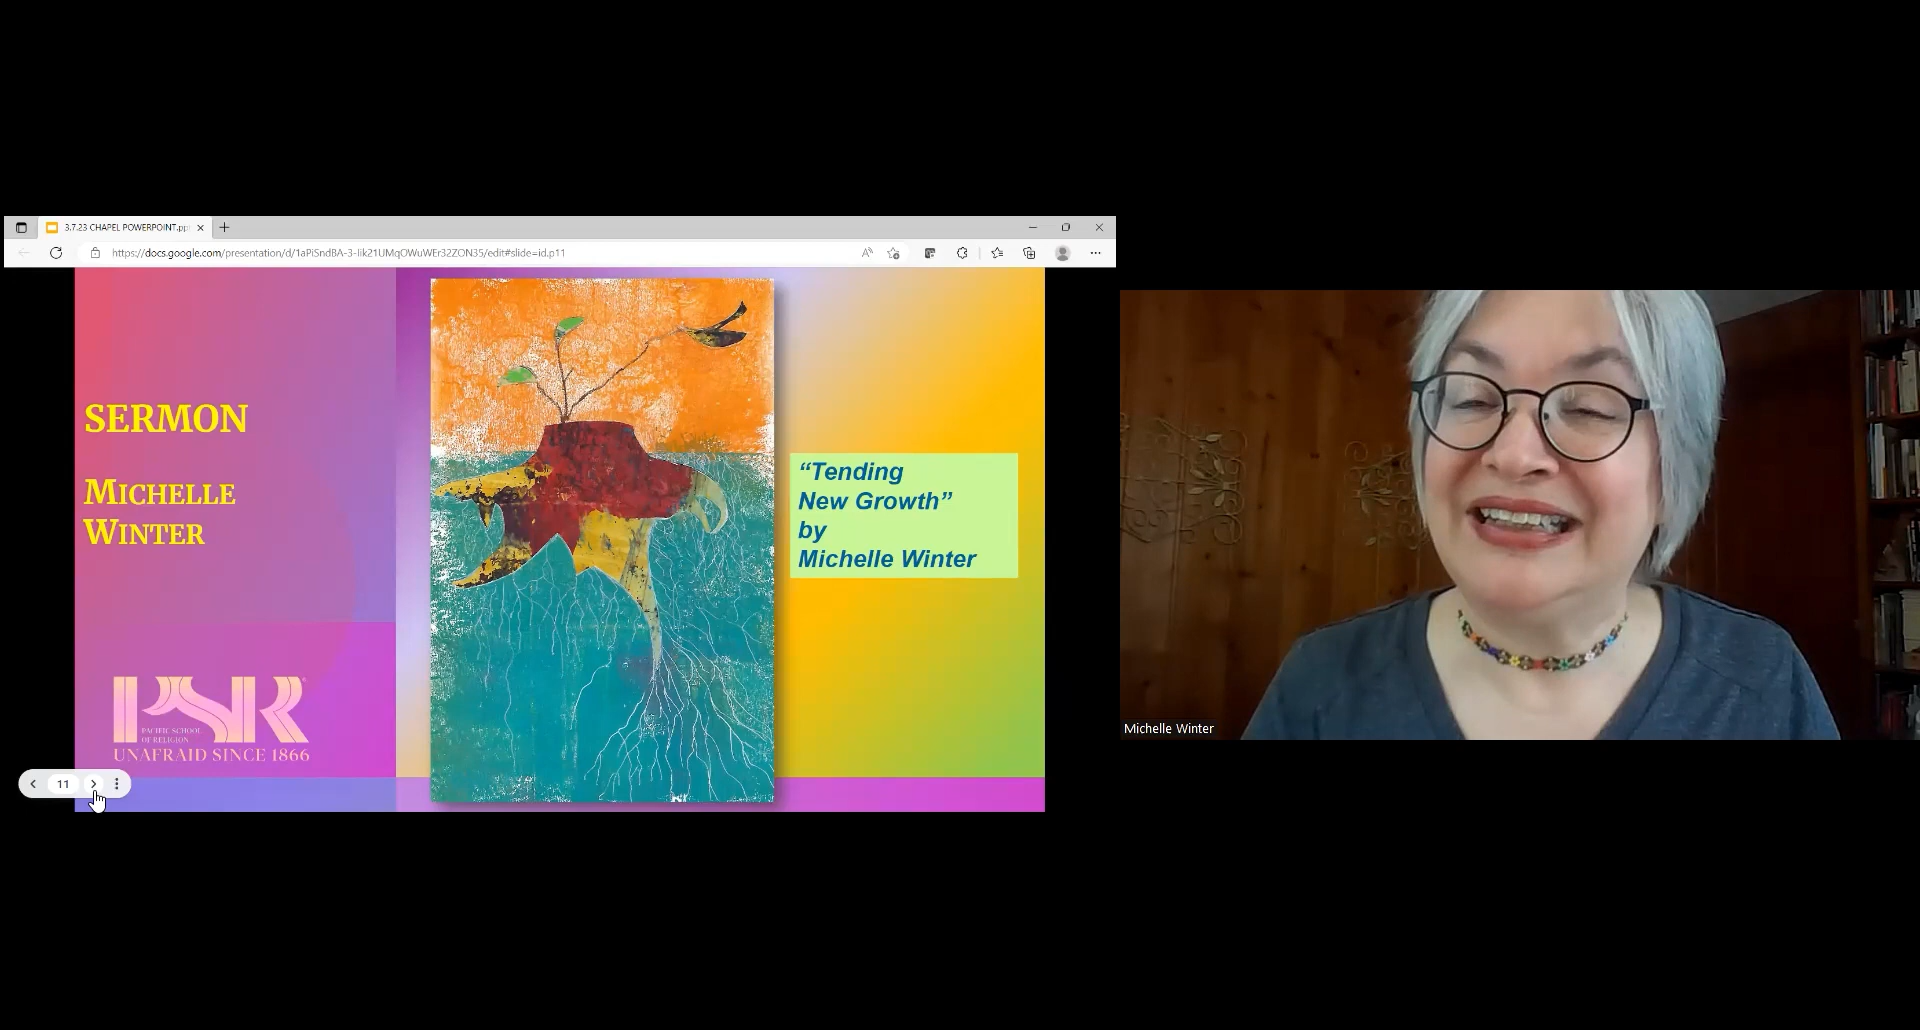 3.7.23 CHAPEL POWERPOINT.pp
https://docs.google.com/presentation/d/1aPiSndBA-3-Iik21UMqOWuWEr32ZON35/edit#slide=id.p11
SERMON
MICHELLE
WINTER
“Tending
New Growth”
by
Michelle Winter
PSR
PACIFIC SCHOOL
OF RELIGION
UNAFRAID SINCE 1866
11
Michelle Winter